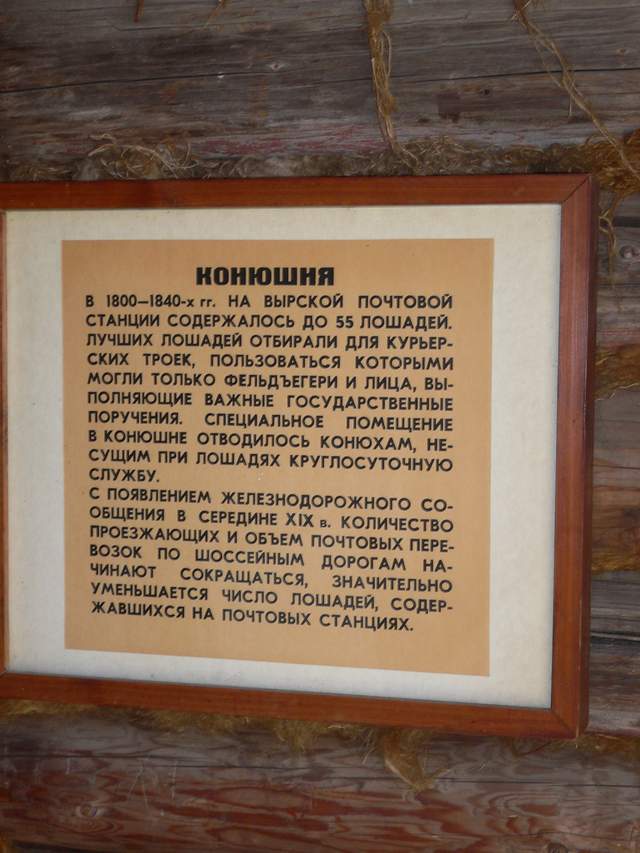 КОНЮШНЯ
В 1800—1840-х гг. НА ВЫРСКОЙ ПОЧТОВОЙ
СТАНЦИИ СОДЕРЖАЛОСЬ ДО 55 ЛОШАДЕЙ.
ЛУЧШИХ ЛОШАДЕЙ ОТБИРАЛИ ДЛЯ КУРЬЕР-
СКИХ ТРОЕК, ПОЛЬЗОВАТЬСЯ КОТОРЫМИ
МОГЛИ ТОЛЬКО ФЕЛЬДЪЕГЕРИ И ЛИЦА, ВЫ-
ПОЛНЯЮЩИЕ ВАЖНЫЕ ГОСУДАРСТВЕННЫЕ
ПОРУЧЕНИЯ. СПЕЦИАЛЬНОЕ ПОМЕЩЕНИЕ
В КОНЮШНЕ ОТВОДИЛОСЬ КОНЮХАМ, НЕ-
СУЩИМ ПРИ ЛОШАДЯХ КРУГЛОСУТОЧНУЮ
СЛУЖБУ.
С ПОЯВЛЕНИЕМ ЖЕЛЕЗНОДОРОЖНОГО СО-
ОБЩЕНИЯ В СЕРЕДИНЕ XIX в. КОЛИЧЕСТВО
ПРОЕЗЖАЮЩИХ И ОБЪЕМ ПОЧТОВЫХ ПЕРЕ-
ВОЗОК ПО ШОССЕЙНЫМ ДОРОГАМ НА-
ЧИНАЮТ СОКРАЩАТЬСЯ, ЗНАЧИТЕЛЬНО
УМЕНЬШАЕТСЯ ЧИСЛО ЛОШАДЕЙ, СОДЕР-
ЖАВШИХСЯ НА ПОЧТОВЫХ СТАНЦИЯХ.